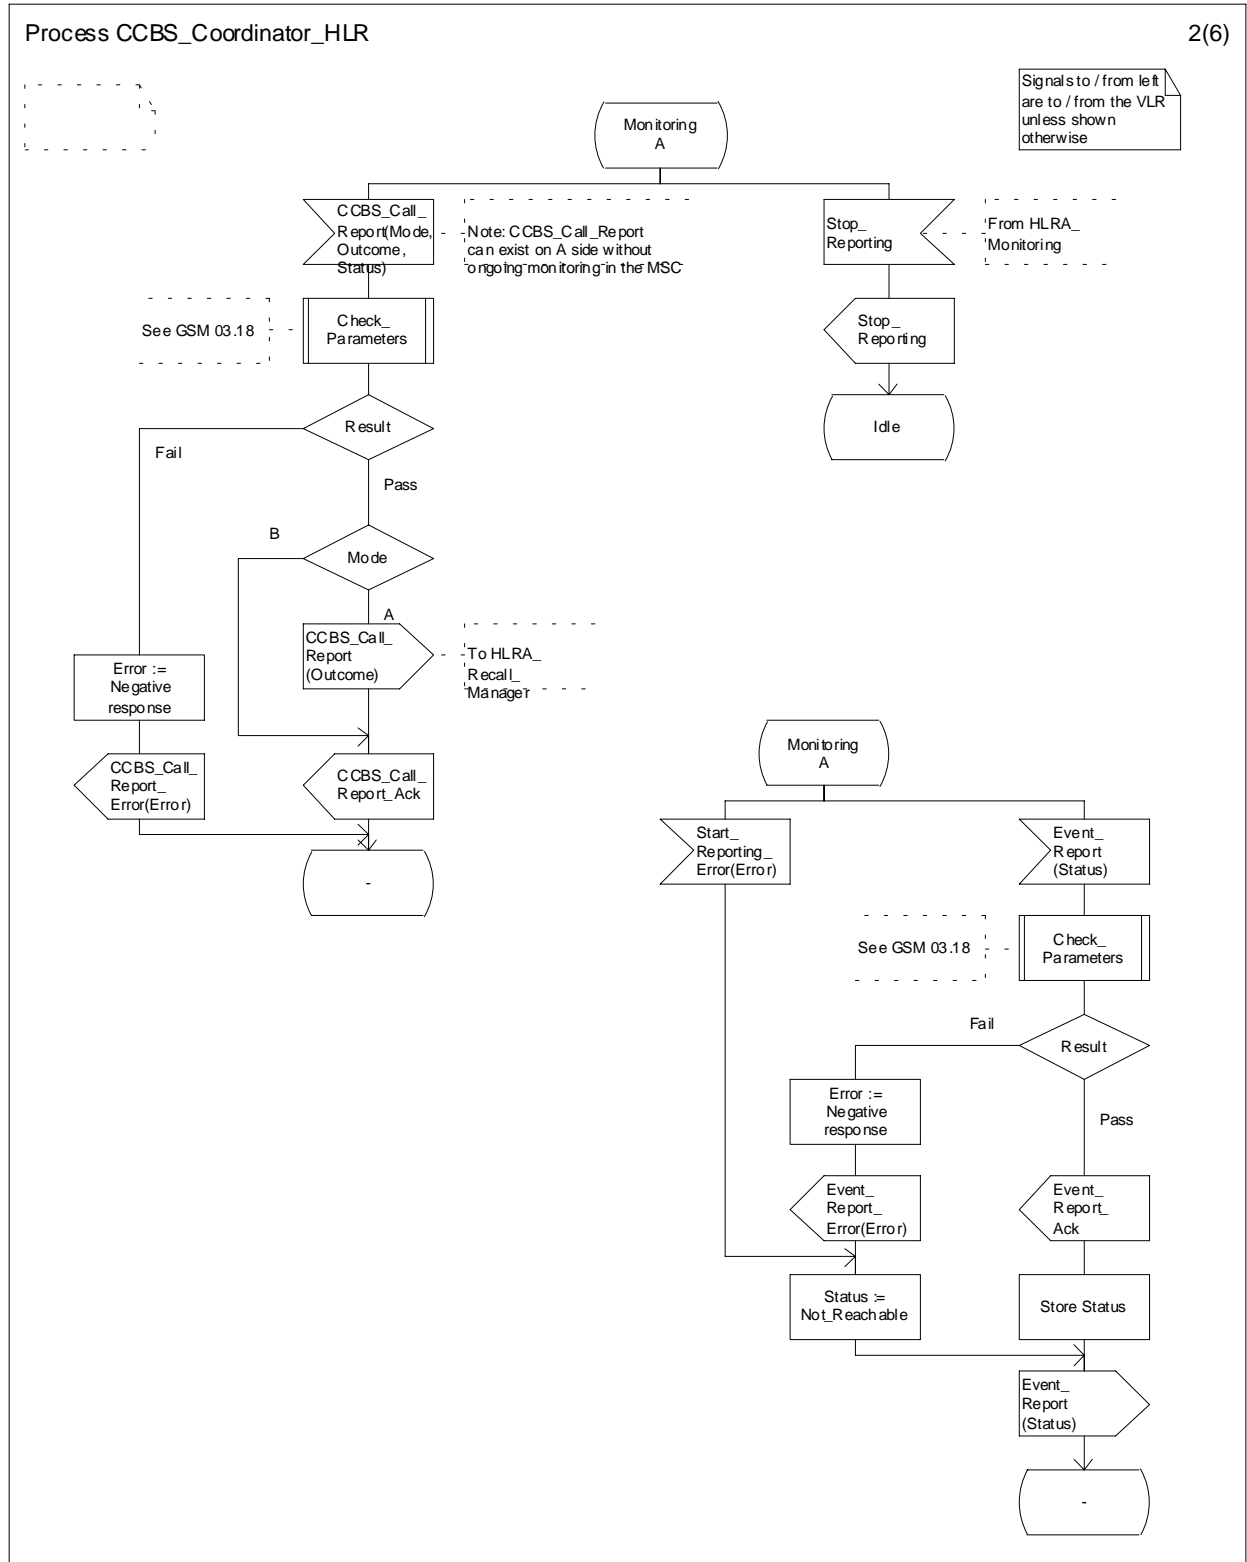 Process CCBS_Coordinator_HLR
2(6)
Signals to / from left
are to / from the VLR
unless shown
otherwise
Monitoring
A
CCBS_Call_
Report(Mode,
Outcome,
Status)
Note: CCBS_Call_Report
can exist on A side without
ongoing monitoring in the MSC
Stop_
Reporting
From HLRA_
Monitoring
See GSM 03.18
Check_
Parameters
Stop_
Reporting
Result
Idle
Fail
Pass
B
Mode
A
CCBS_Call_
Report
(Outcome)
To HLRA_
Recall_
Manager
Error :=
Negative
response
CCBS_Call_
Report_
Error(Error)
CCBS_Call_
Report_Ack
-
Monitoring
A
Start_
Reporting_
Error(Error)
Event_
Report
(Status)
See GSM 03.18
Check_
Parameters
Fail
Result
Error :=
Negative
response
Pass
Event_
Report_
Error(Error)
Event_
Report_
Ack
Status :=
Not_Reachable
Store Status
Event_
Report
(Status)
-